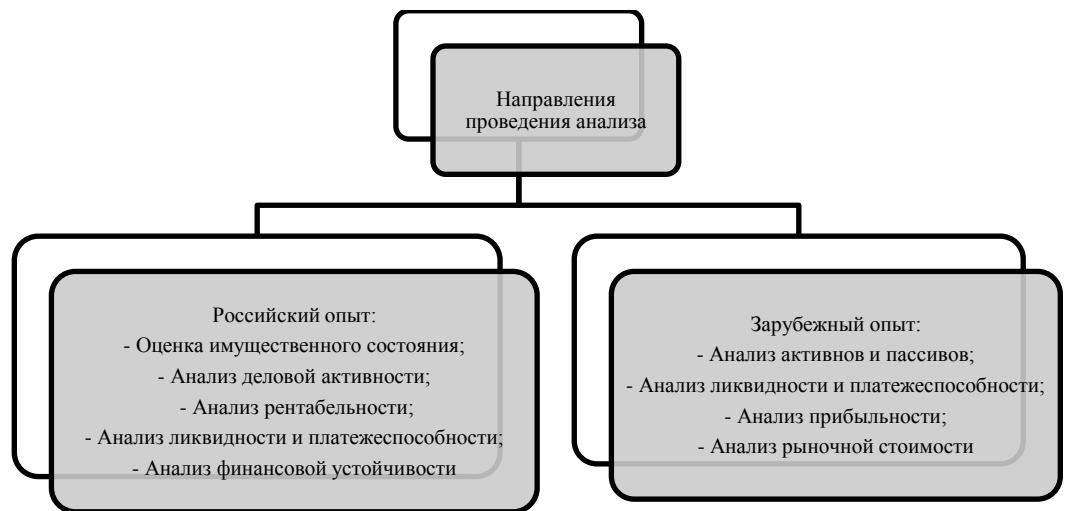 Направления
проведения анализа
Российский опыт:
- Оценка имущественного состояния;
- Анализ деловой активности;
- Анализ рентабельности;
- Анализ ликвидности и платежеспособности;
- Анализ финансовой устойчивости
Зарубежный опыт:
- Анализ активнов и пассивов;
- Анализ ликвидности и платежеспособности;
- Анализ прибыльности;
- Анализ рыночной стоимости